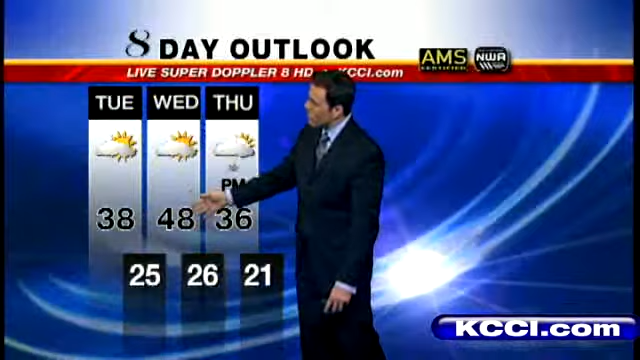 8 DAY OUTLOOK
LIVE SUPER DOPPLER 8 HD KCCI.com
AMS
CERTIFIED
NWA
TUE WED THU
PM
38 48 36
25 26 21
KCCI.com